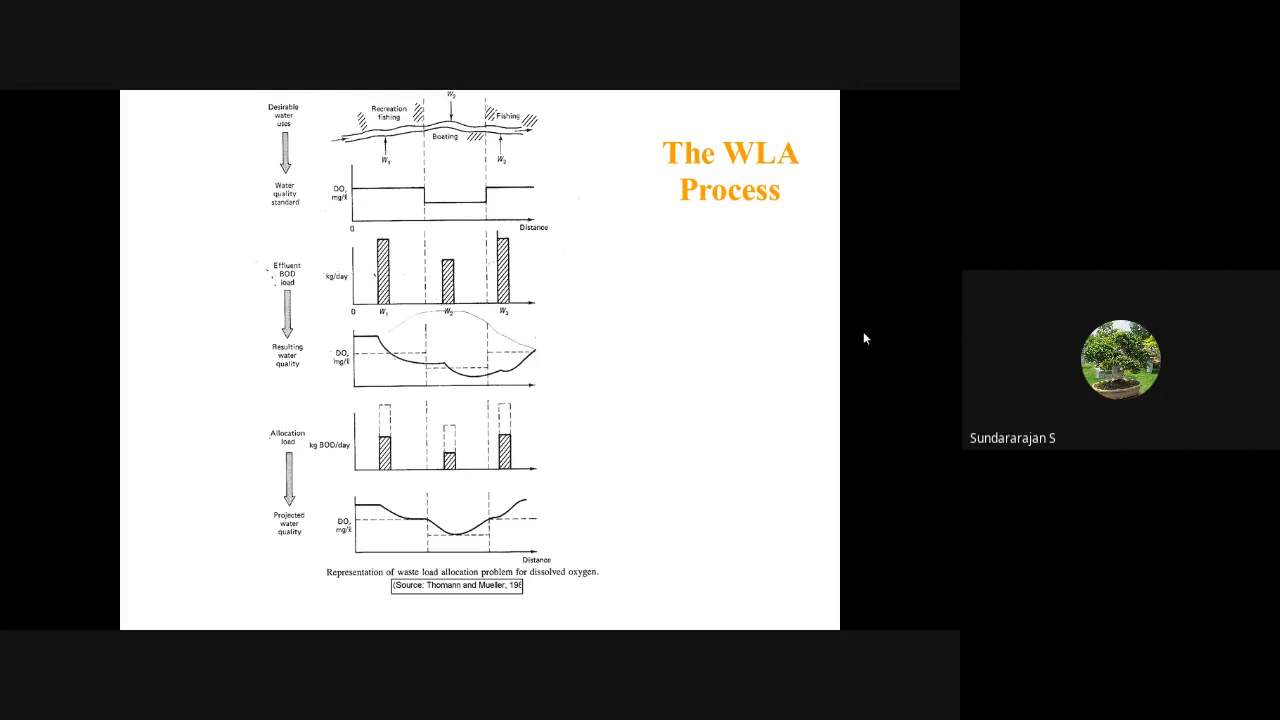 The WLA
Process
Desirable
water
uses
Recreation
fishing
W2
Fishing
Boating
W1
W3
Water
quality
standard
DO,
mg/ℓ
0
Distance
Effluent
BOD
load
kg/day
0
W1
W2
W3
Resulting
water
quality
DO,
mg/ℓ
Allocation
load
kg BOD/day
Projected
water
quality
DO,
mg/ℓ
Distance
Representation of waste load allocation problem for dissolved oxygen.
(Source: Thomann and Mueller, 198
Sundararajan S